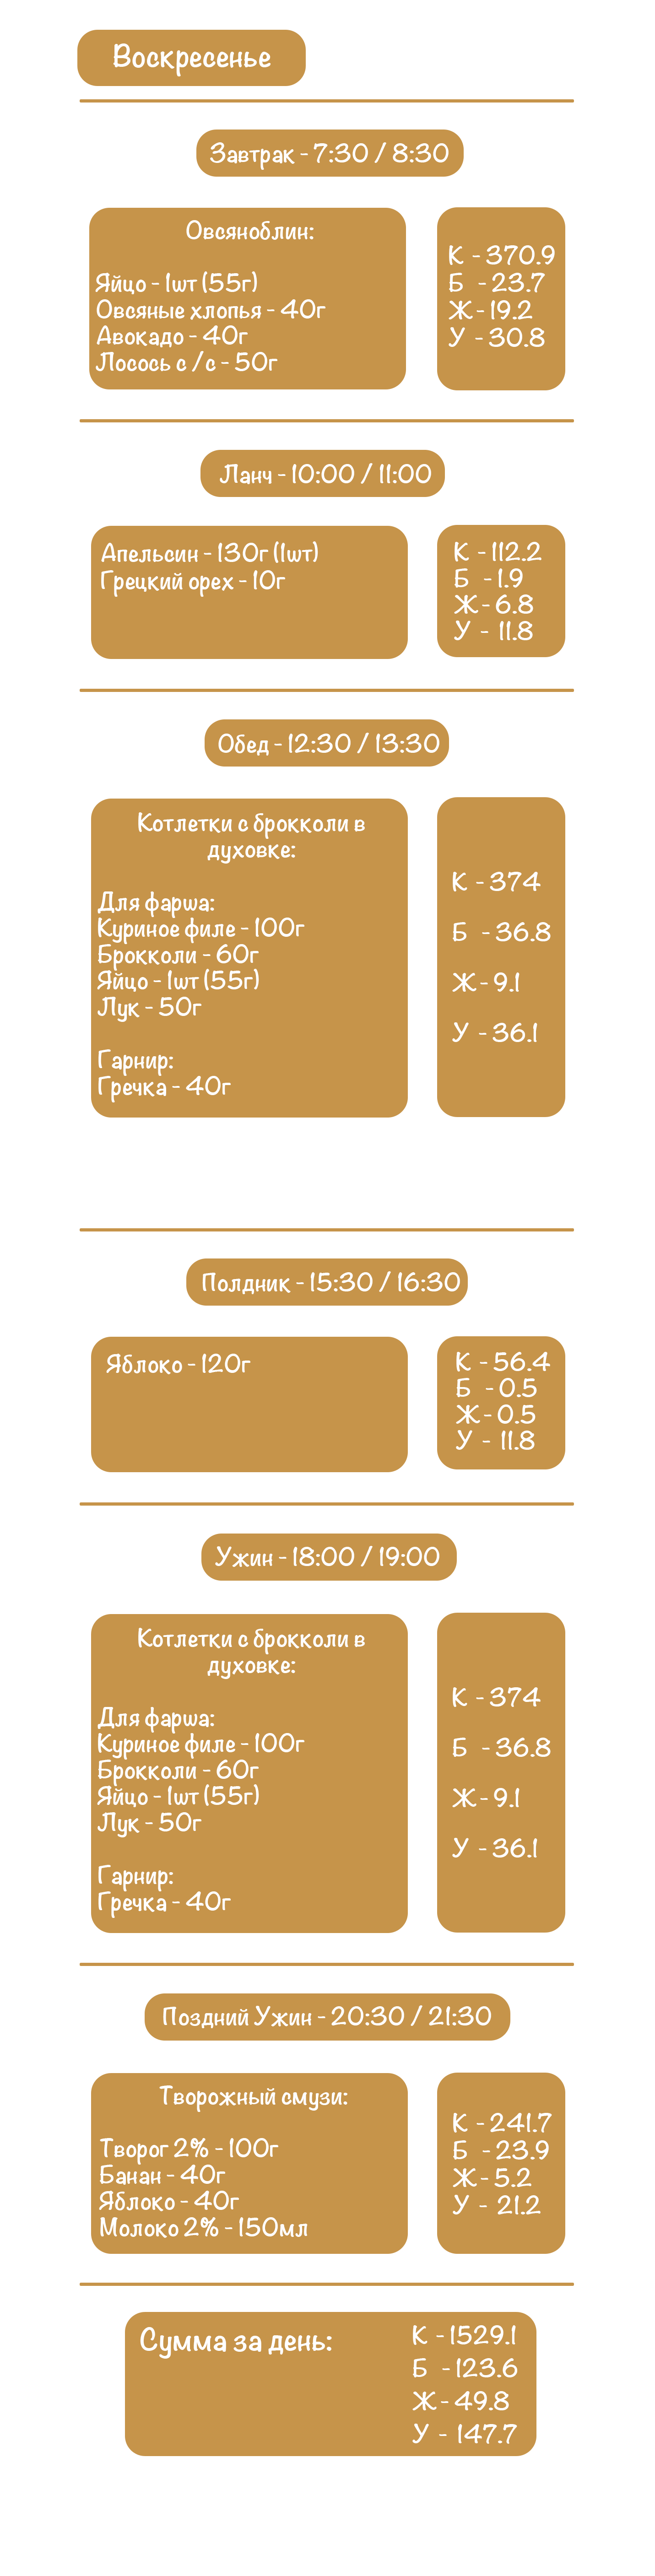 Воскресенье
Завтрак - 7:30 / 8:30
Овсяноблин:
Яйцо - 1шт (55г)
Овсяные хлопья - 40г
Авокадо - 40г
Лосось с /с - 50г
К - 370.9
Б - 23.7
Ж - 19.2
У - 30.8
Ланч - 10:00 / 11:00
Апельсин - 130г (1шт)
Грецкий орех - 10г
К - 112.2
Б - 1.9
Ж - 6.8
У - 11.8
Обед - 12:30 / 13:30
Котлетки с брокколи в
духовке:
Для фарша:
Куриное филе - 100г
Брокколи - 60г
Яйцо - 1шт (55г)
Лук - 50г
Гарнир:
Гречка - 40г
К - 374
Б - 36.8
Ж - 9.1
У - 36.1
Полдник - 15:30 / 16:30
Яблоко - 120г
К - 56.4
Б - 0.5
Ж - 0.5
У - 11.8
Ужин - 18:00 / 19:00
Котлетки с брокколи в
духовке:
Для фарша:
Куриное филе - 100г
Брокколи - 60г
Яйцо - 1шт (55г)
Лук - 50г
Гарнир:
Гречка - 40г
К - 374
Б - 36.8
Ж - 9.1
У - 36.1
Поздний Ужин - 20:30 / 21:30
Творожный смузи:
Творог 2% - 100г
Банан - 40г
Яблоко - 40г
Молоко 2% - 150мл
К - 241.7
Б - 23.9
Ж - 5.2
У - 21.2
Сумма за день:
К - 1529.1
Б - 123.6
Ж - 49.8
У - 147.7